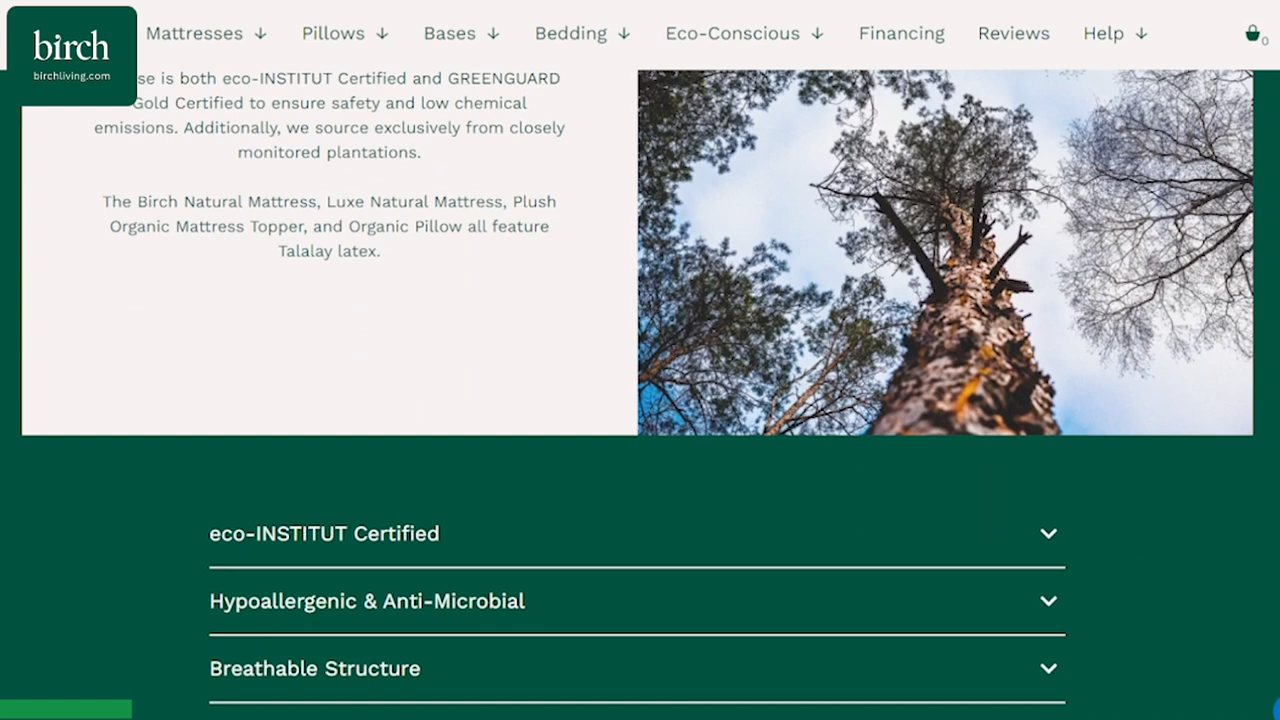 birch
birchliving.com
Mattresses
Pillows
Bases
Bedding
Eco-Conscious
Financing
Reviews
Help
0
is both eco-INSTITUT Certified and GREENGUARD
Gold Certified to ensure safety and low chemical
emissions. Additionally, we source exclusively from closely
monitored plantations.
The Birch Natural Mattress, Luxe Natural Mattress, Plush
Organic Mattress Topper, and Organic Pillow all feature
Talalay latex.
eco-INSTITUT Certified
Hypoallergenic & Anti-Microbial
Breathable Structure